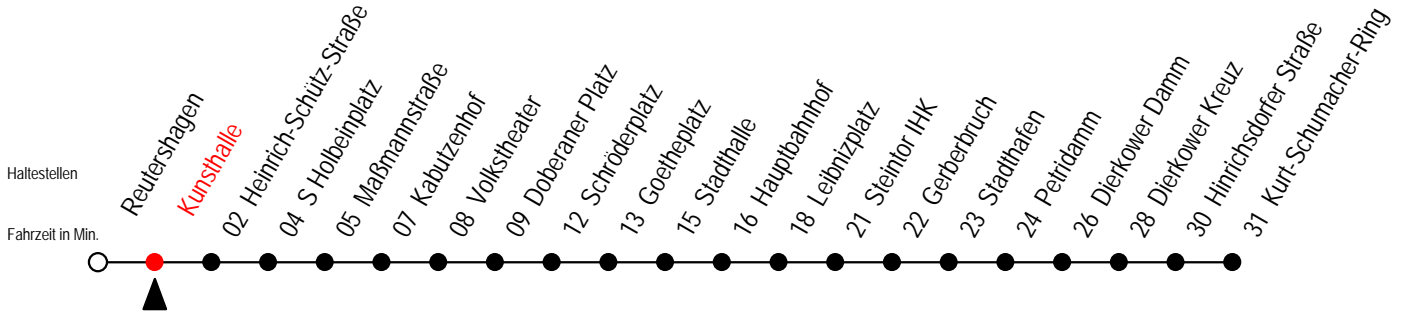 Haltestellen
Fahrzeit in Min.
Reutershagen
Kunsthalle
02 Heinrich-Schütz-Straße
04 S Holbeinplatz
05 Maßmannstraße
07 Kabutzenhof
08 Volkstheater
09 Doberaner Platz
12 Schröderplatz
13 Goetheplatz
15 Stadthalle
16 Hauptbahnhof
18 Leibnizplatz
21 Steintor IHK
22 Gerberbruch
23 Stadthafen
24 Petridamm
26 Dierkower Damm
28 Dierkower Kreuz
30 Hinrichsdorfer Straße
31 Kurt-Schumacher-Ring